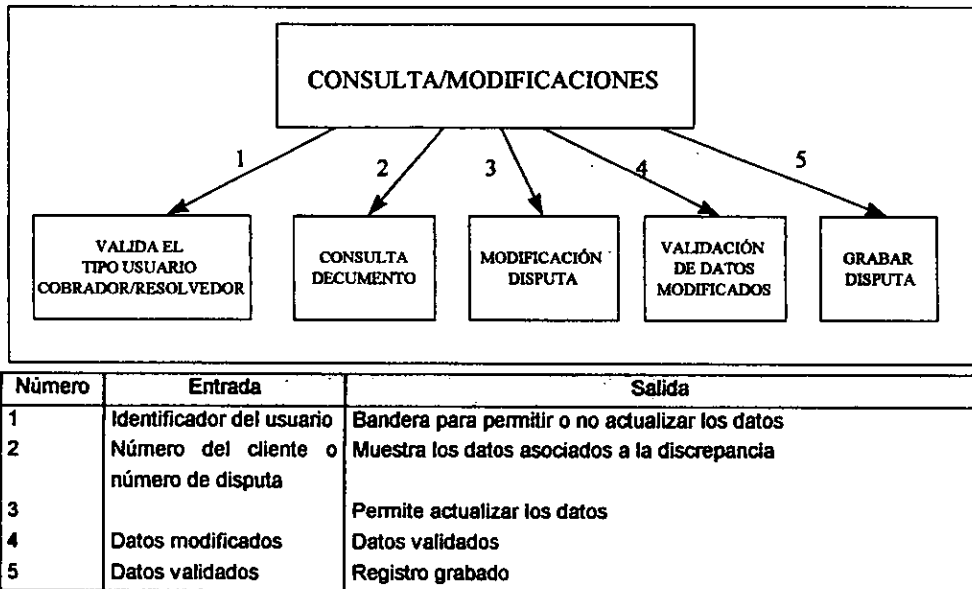 CONSULTA/MODIFICACIONES
1
2
3
4
5
VALIDA EL
TIPO USUARIO
COBRADOR/RESOLVEDOR
CONSULTA
DECUMENTO
MODIFICACIÓN
DISPUTA
VALIDACIÓN
DE DATOS
MODIFICADOS
GRABAR
DISPUTA
Número Entrada Salida
1 Identificador del usuario Bandera para permitir o no actualizar los datos
2 Número del cliente o Muestra los datos asociados a la discrepancia
número de disputa
3 Permite actualizar los datos
4 Datos modificados Datos validados
5 Datos validados Registro grabado